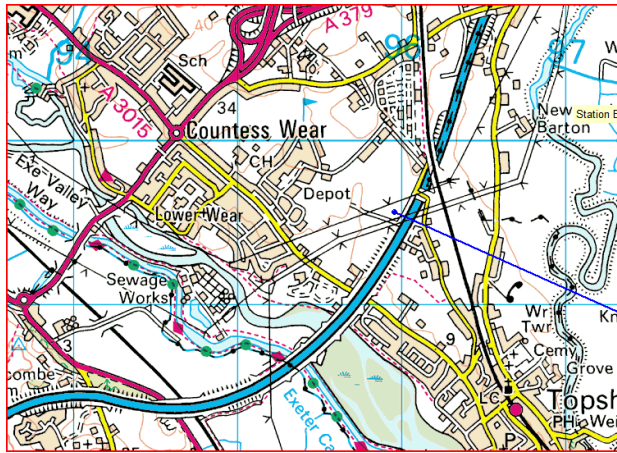 A 379
94
96
97
W
m
Sch
34
A 3015
Countess Wear
New
Barton
Station E
CH
Exe Valley
Way
Depot
Lower Wear
Sewage
Works
3
9
Wr
Twr
Kn
Cemy
Grove
combe
LC
Topsh
PH
Wei
Exeter Ca
P